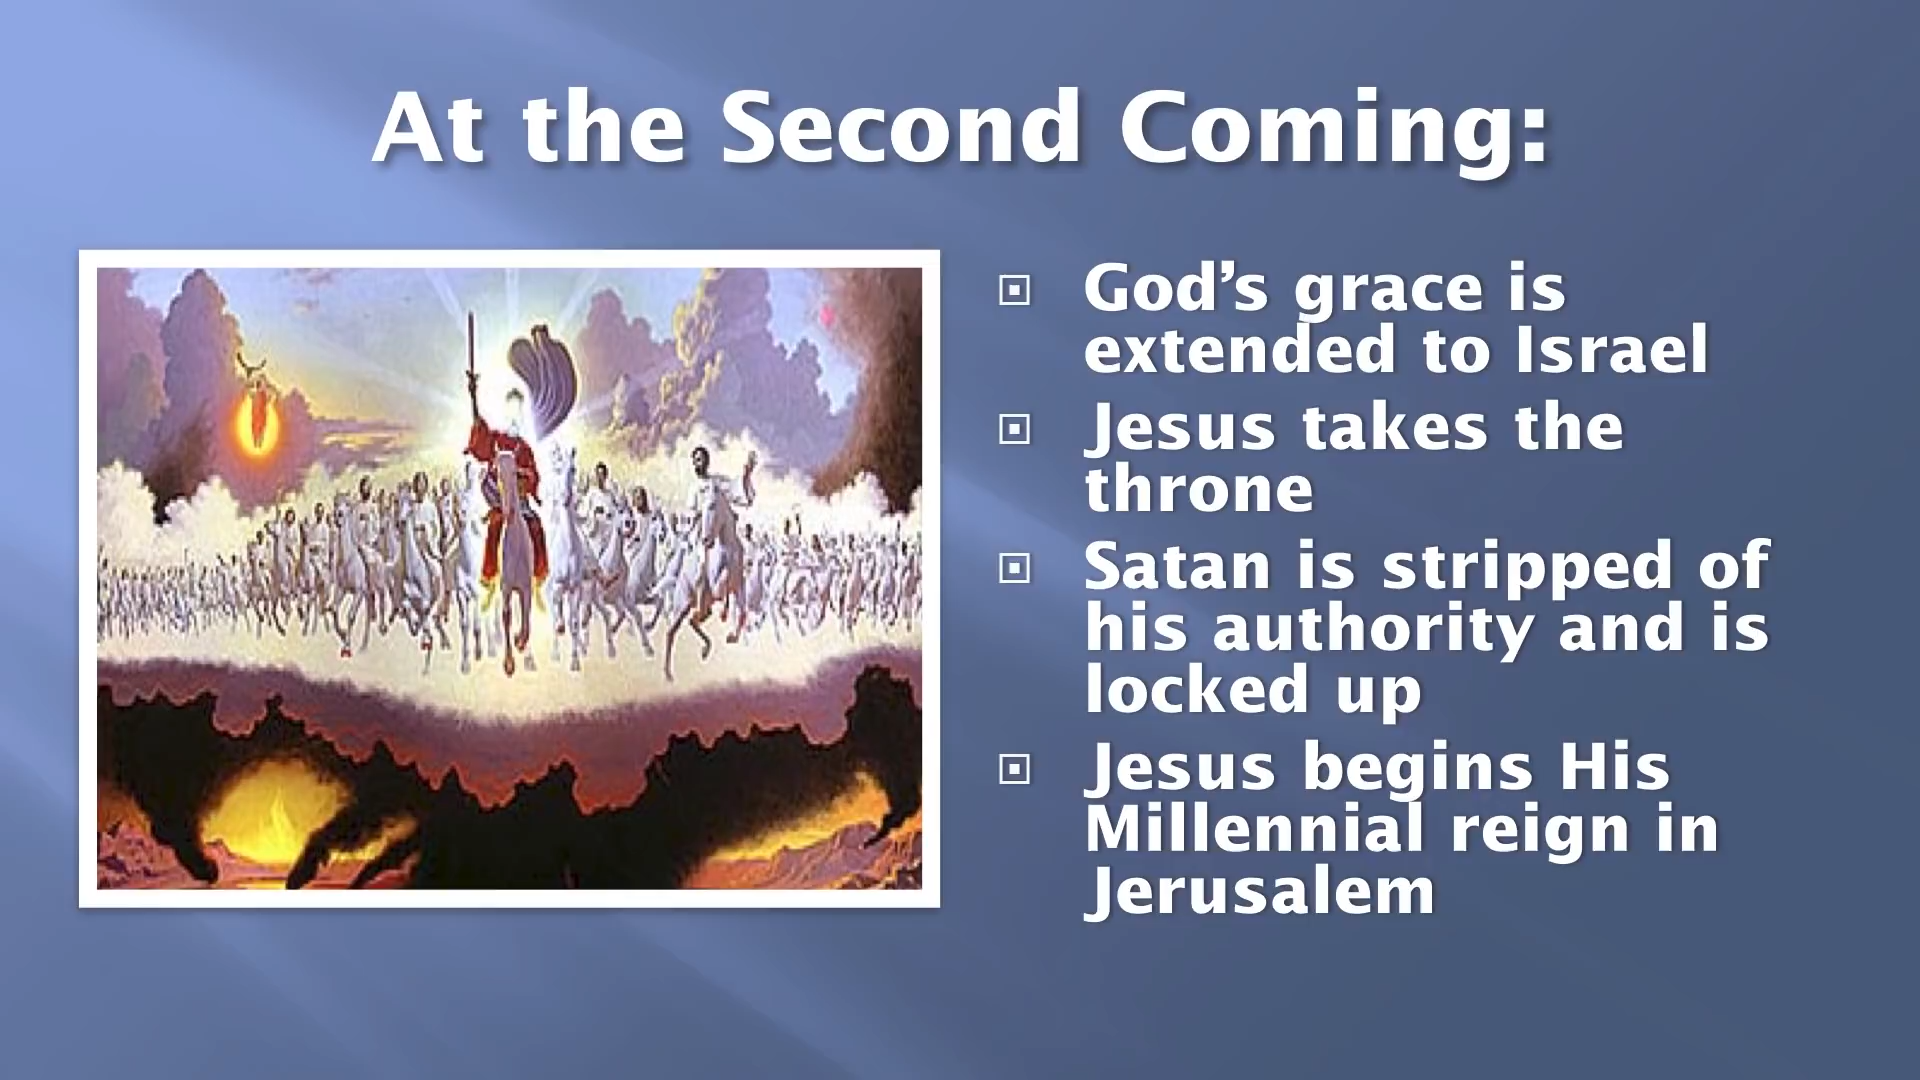 At the Second Coming:
God’s grace is
extended to Israel
Jesus takes the
throne
Satan is stripped of
his authority and is
locked up
Jesus begins His
Millennial reign in
Jerusalem